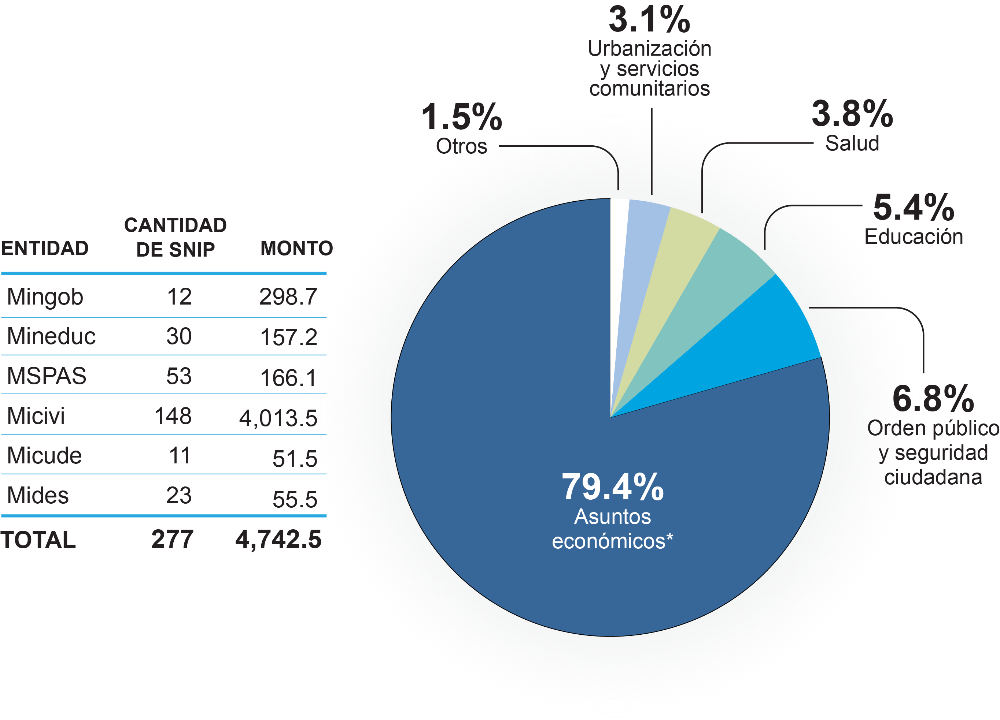 ENTIDAD CANTIDAD DE SNIP MONTO
Mingob 12 298.7
Mineduc 30 157.2
MSPAS 53 166.1
Micivi 148 4,013.5
Micude 11 51.5
Mides 23 55.5
TOTAL 277 4,742.5
1.5%
Otros
3.1%
Urbanización
y servicios
comunitarios
3.8%
Salud
5.4%
Educación
6.8%
Orden público
y seguridad
ciudadana
79.4%
Asuntos
económicos*